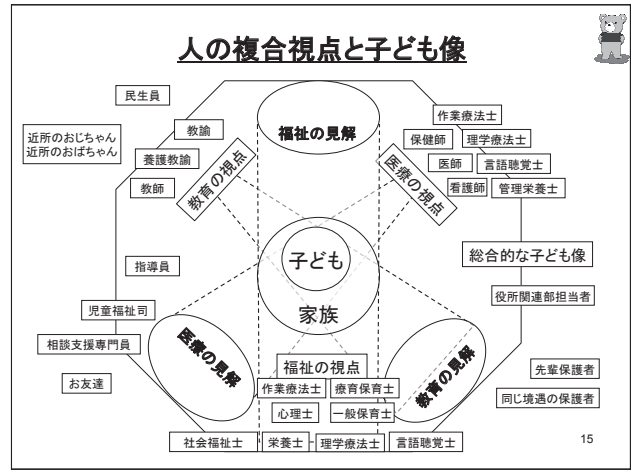 人の複合視点と子ども像
民生員
近所のおじちゃん
近所のおばちゃん
教諭
養護教諭
教師
教育の視点
福祉の見解
作業療法士
保健師
理学療法士
医師
言語聴覚士
看護師
管理栄養士
医療の視点
子ども
家族
総合的な子ども像
指導員
役所関連部担当者
児童福祉司
相談支援専門員
お友達
医療の見解
福祉の視点
作業療法士
療育保育士
心理士
一般保育士
教育の見解
先輩保護者
同じ境遇の保護者
社会福祉士
栄養士
理学療法士
言語聴覚士
15